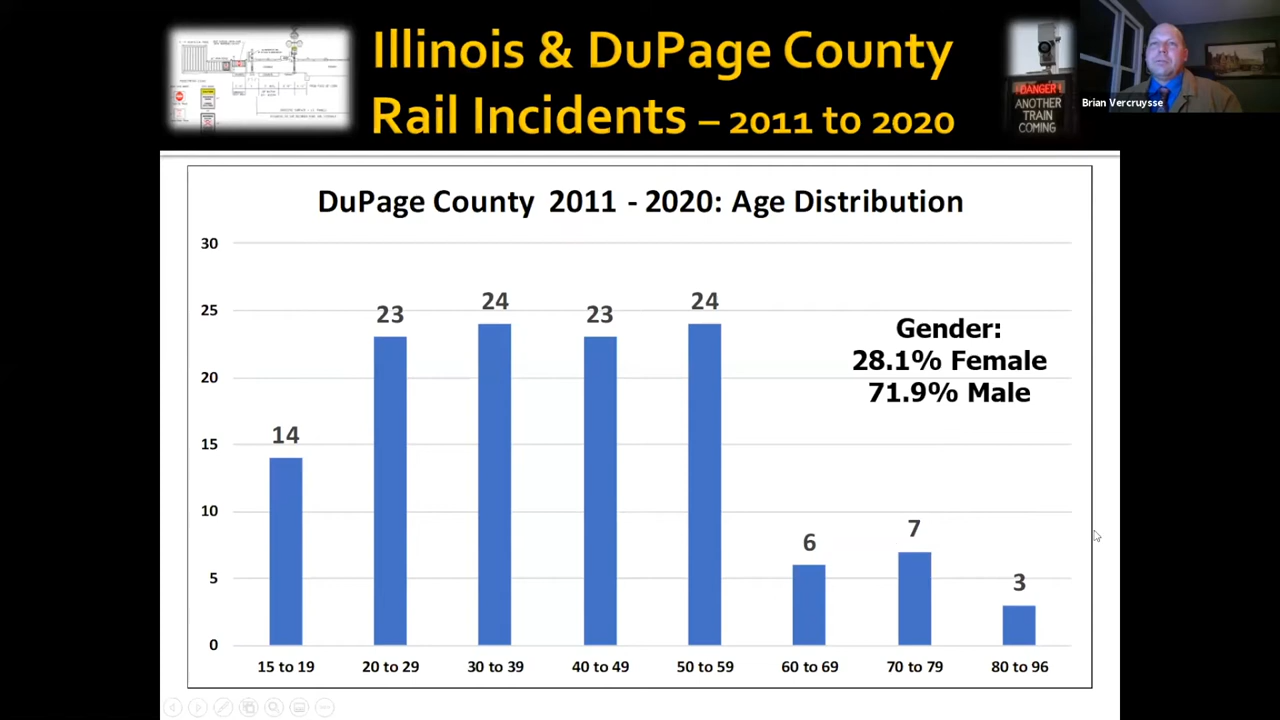 Illinois & DuPage County
Rail Incidents – 2011 to 2020
DANGER
ANOTHER
TRAIN
COMING
Brian Vercruysse
DuPage County 2011 - 2020: Age Distribution
30
25
20
15
10
5
0
14
23
24
23
24
6
7
3
Gender:
28.1% Female
71.9% Male
15 to 19
20 to 29
30 to 39
40 to 49
50 to 59
60 to 69
70 to 79
80 to 96